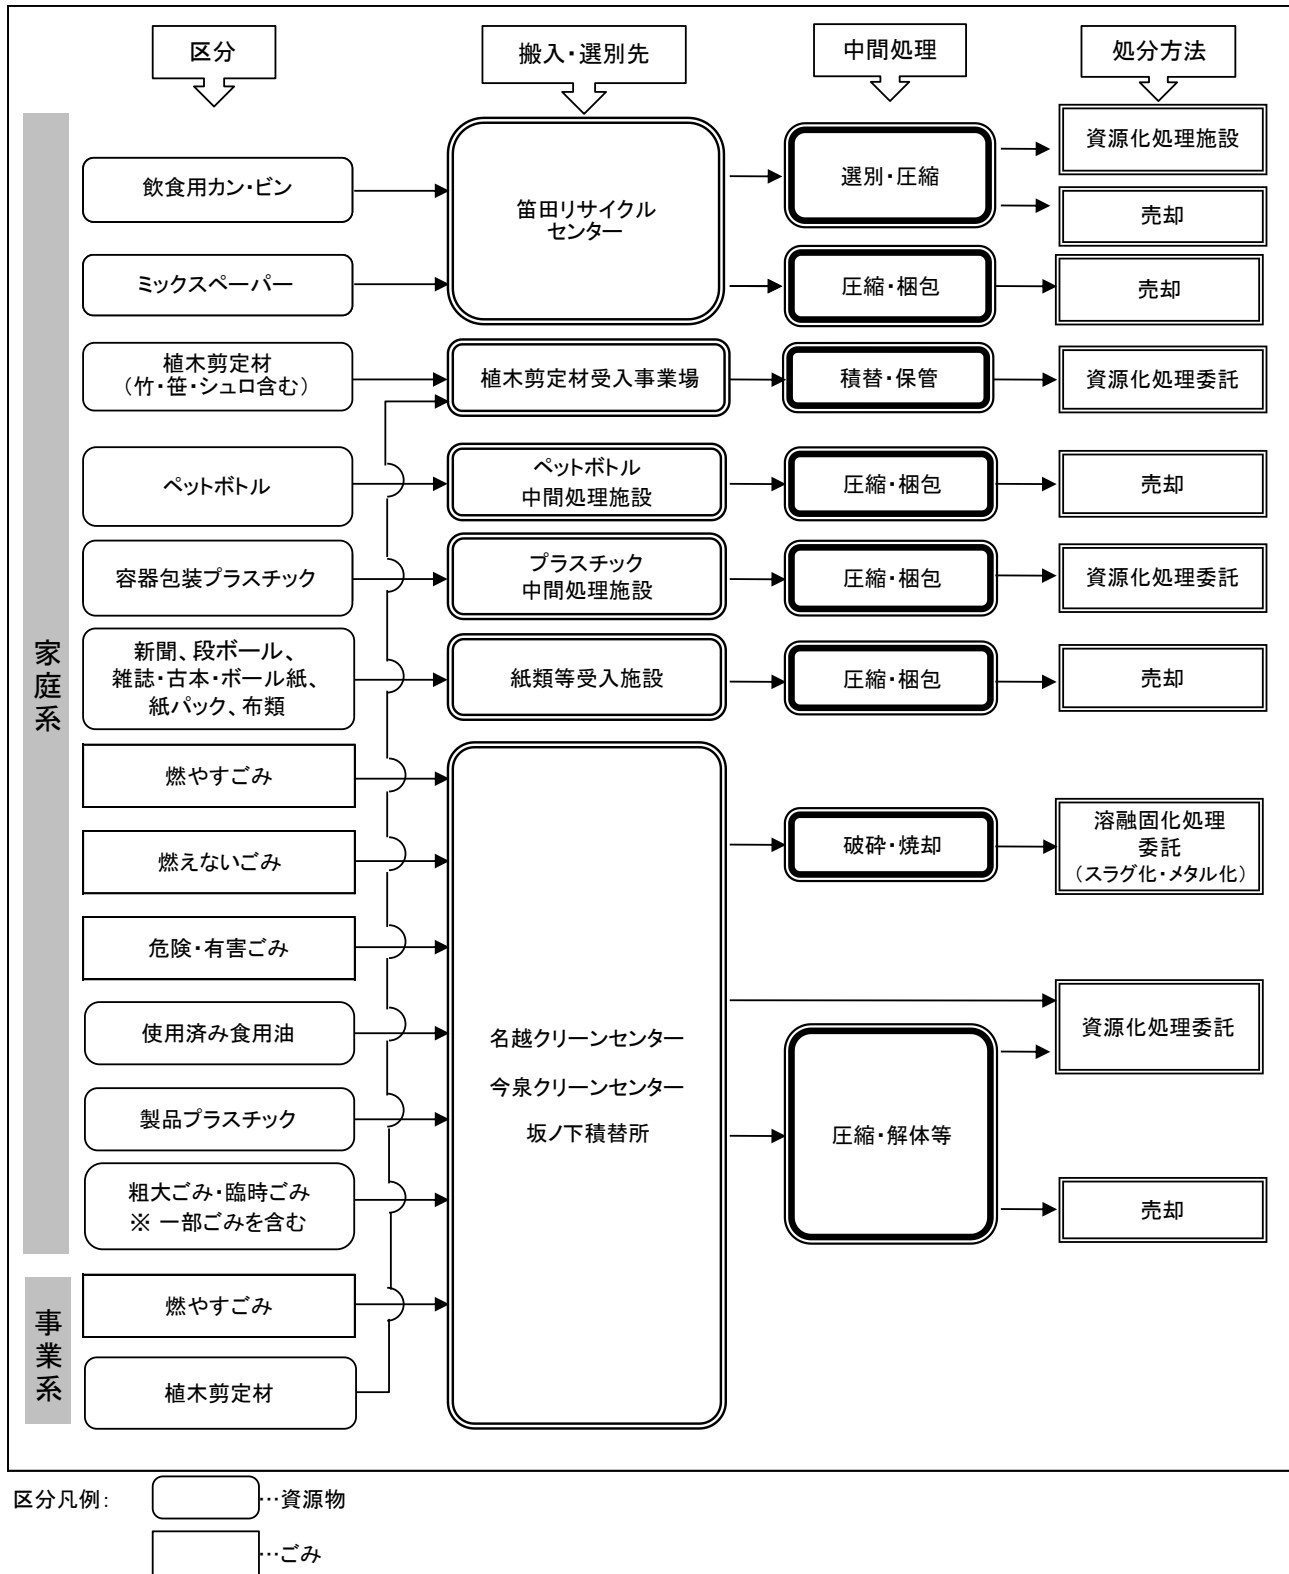 区分
搬入・選別先
中間処理
処分方法
家庭系
飲食用カン・ビン
ミックスペーパー
植木剪定材
（竹・笹・シュロ含む）
ペットボトル
容器包装プラスチック
新聞、段ボール、
雑誌・古本・ボール紙、
紙パック、布類
燃やすごみ
燃えないごみ
危険・有害ごみ
使用済み食用油
製品プラスチック
粗大ごみ・臨時ごみ
※ 一部ごみを含む
事業系
燃やすごみ
植木剪定材
笛田リサイクル
センター
植木剪定材受入事業場
ペットボトル
中間処理施設
プラスチック
中間処理施設
紙類等受入施設
名越クリーンセンター
今泉クリーンセンター
坂ノ下積替所
選別・圧縮
圧縮・梱包
積替・保管
圧縮・梱包
圧縮・梱包
圧縮・梱包
破砕・焼却
圧縮・解体等
資源化処理施設
売却
売却
資源化処理委託
売却
資源化処理委託
売却
溶融固化処理
委託
（スラグ化・メタル化）
資源化処理委託
売却
区分凡例：
…資源物
…ごみ